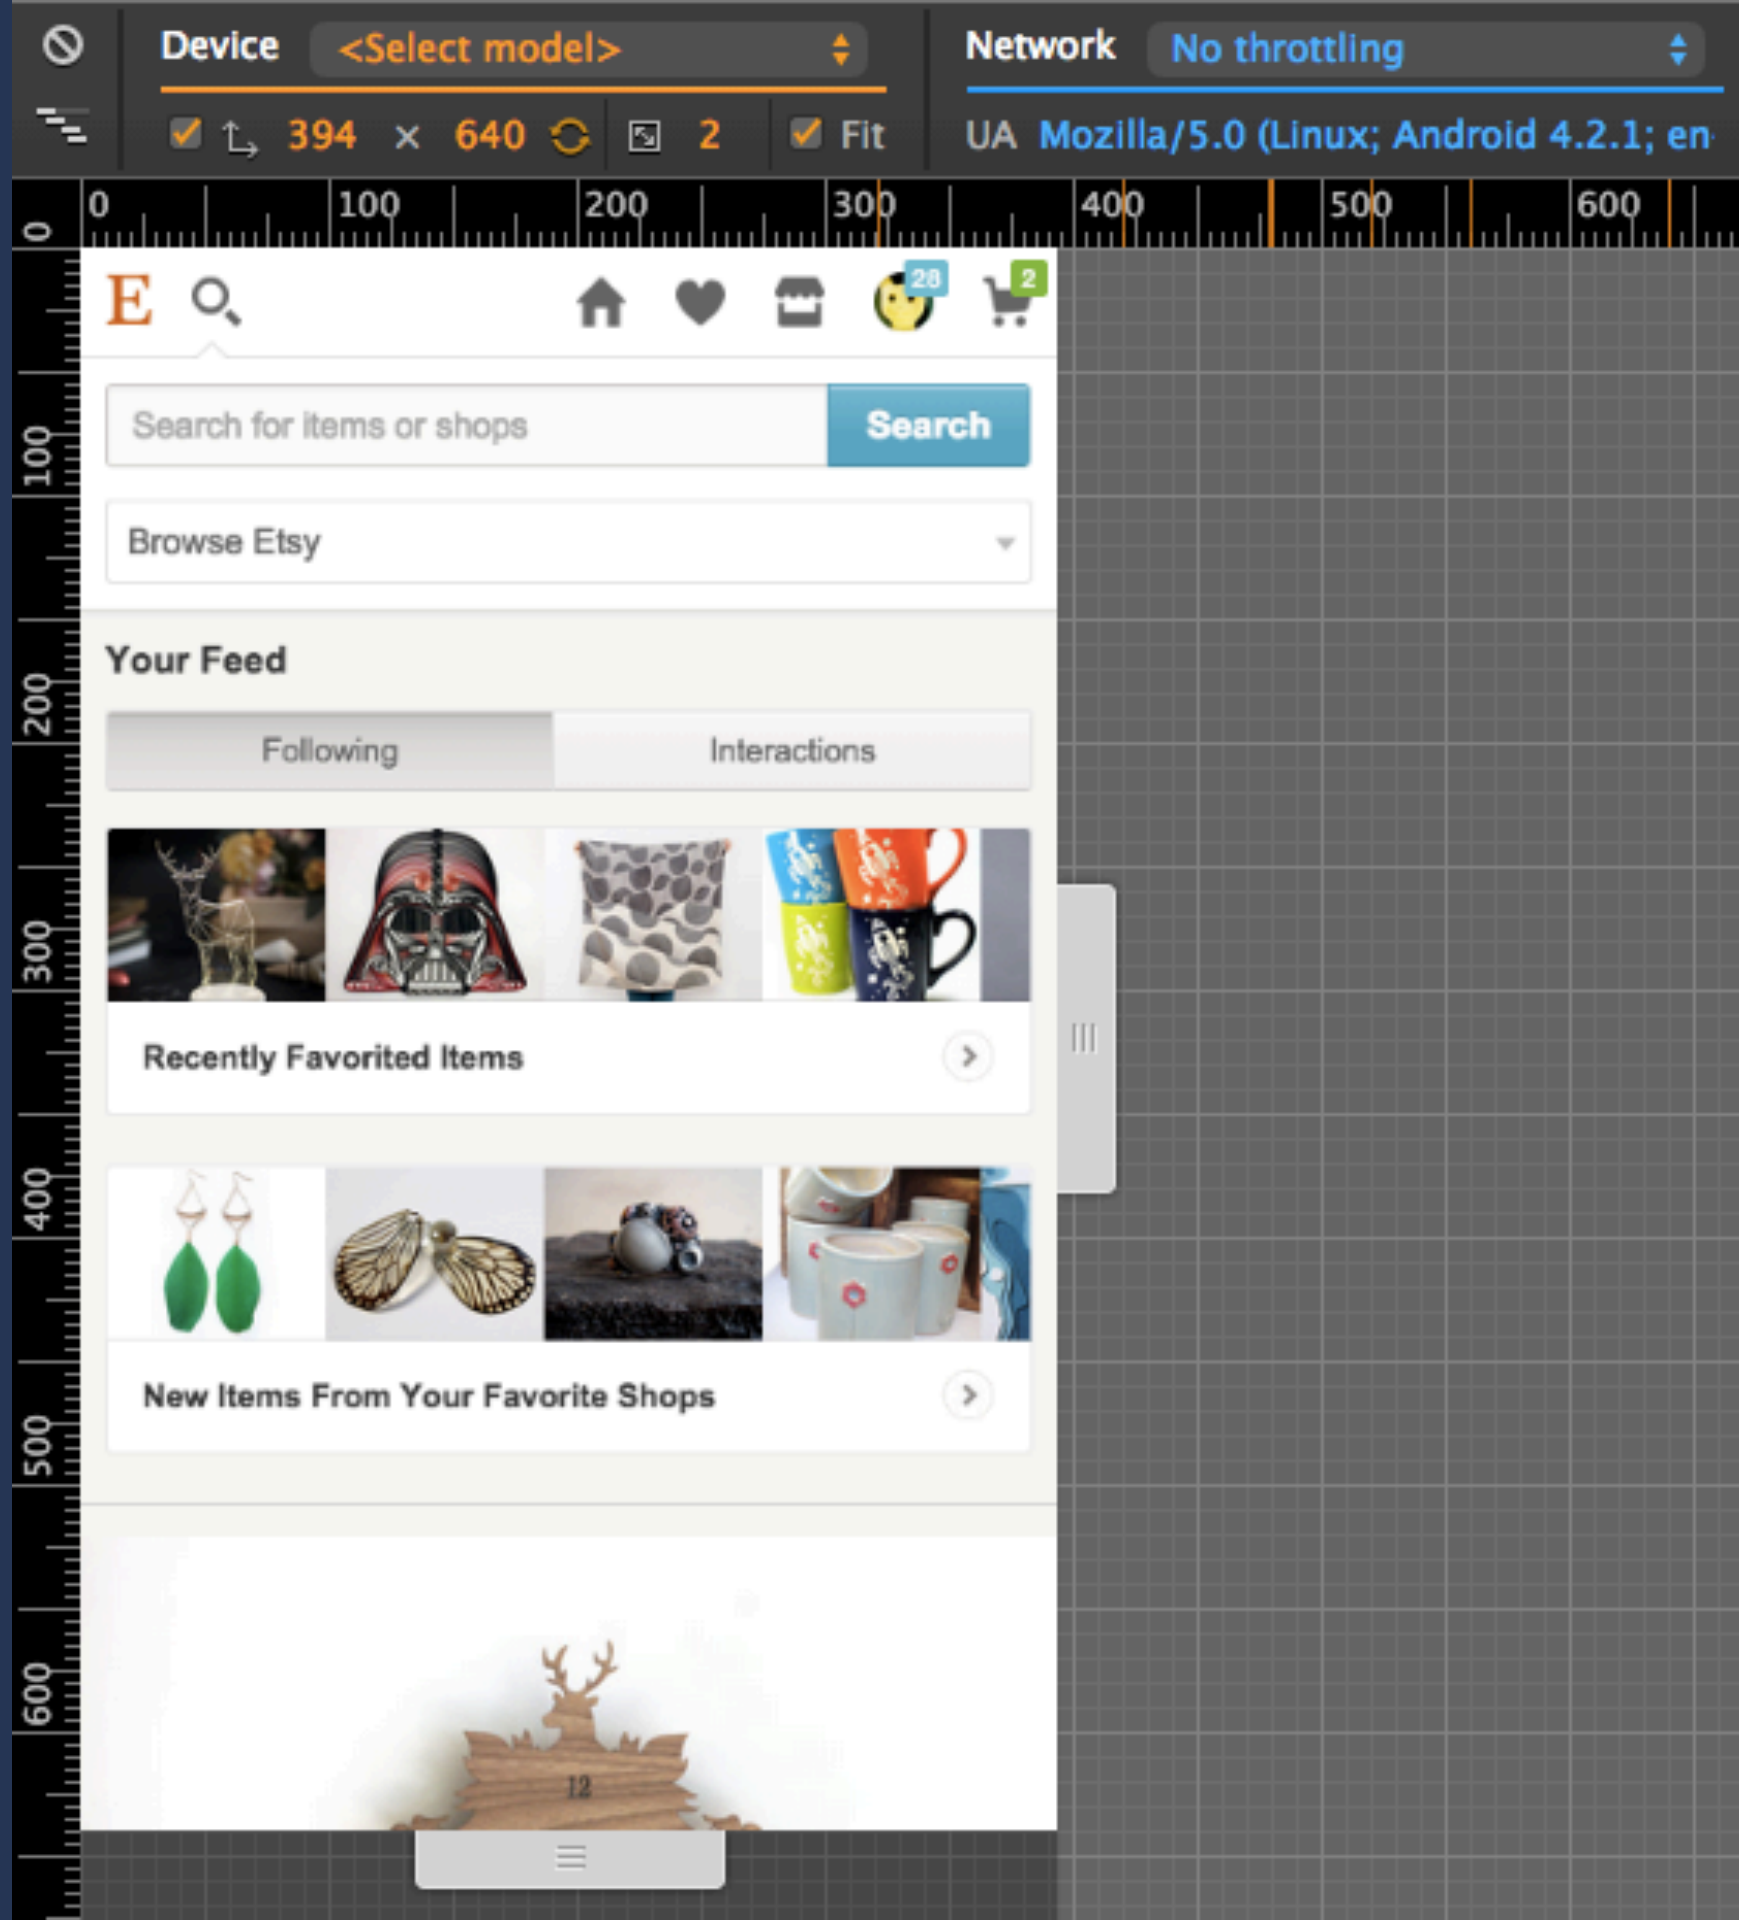 Device <Select model> Network No throttling
394 × 640 2 Fit UA Mozilla/5.0 (Linux; Android 4.2.1; en-
0 100 200 300 400 500 600
0
100
200
300
400
500
600
E 28 2
Search for items or shops Search
Browse Etsy
Your Feed
Following Interactions
Recently Favorited Items
New Items From Your Favorite Shops
12